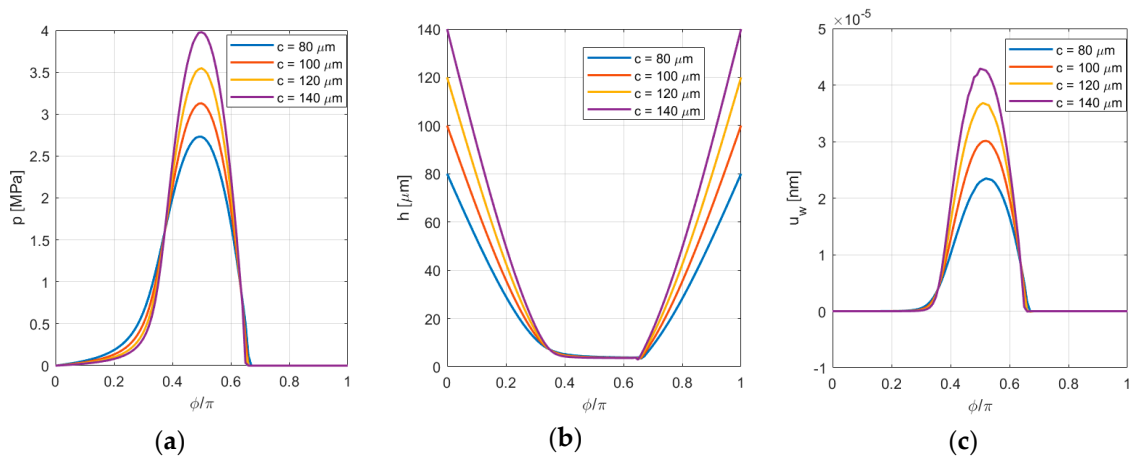 4
3.5
3
2.5
2
1.5
1
0.5
0
p [MPa]
0 0.2 0.4 0.6 0.8 1
ϕ/π
c = 80 μm
c = 100 μm
c = 120 μm
c = 140 μm
(a)
140
120
100
80
60
40
20
0
h [μm]
0 0.2 0.4 0.6 0.8 1
ϕ/π
c = 80 μm
c = 100 μm
c = 120 μm
c = 140 μm
(b)
×10⁻⁵
5
4
3
2
1
0
-1
u_w [nm]
0 0.2 0.4 0.6 0.8 1
ϕ/π
c = 80 μm
c = 100 μm
c = 120 μm
c = 140 μm
(c)